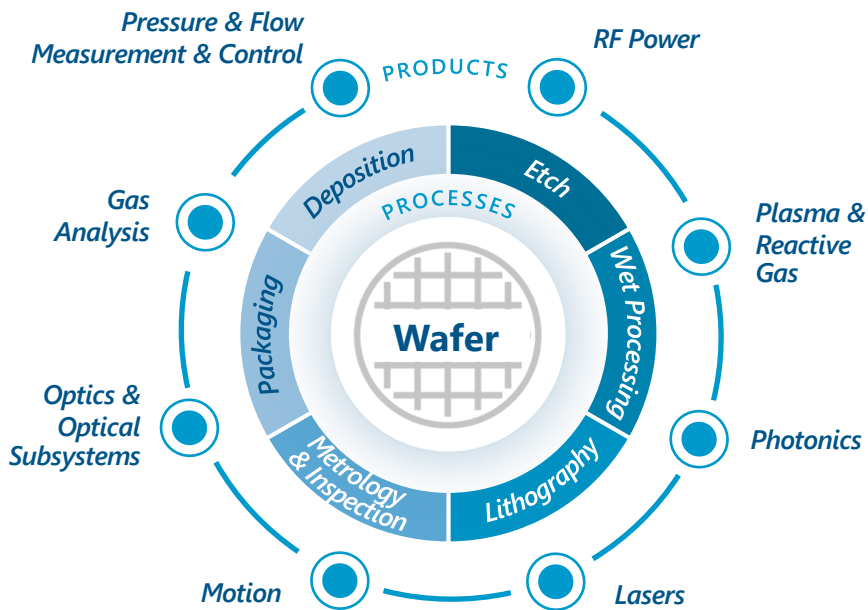 Pressure & Flow
Measurement & Control
PRODUCTS
RF Power
Gas
Analysis
Plasma &
Reactive
Gas
Optics &
Optical
Subsystems
Photonics
Motion
Lasers
Deposition
Etch
PROCESSES
Packaging
Wet Processing
Wafer
Metrology
& Inspection
Lithography